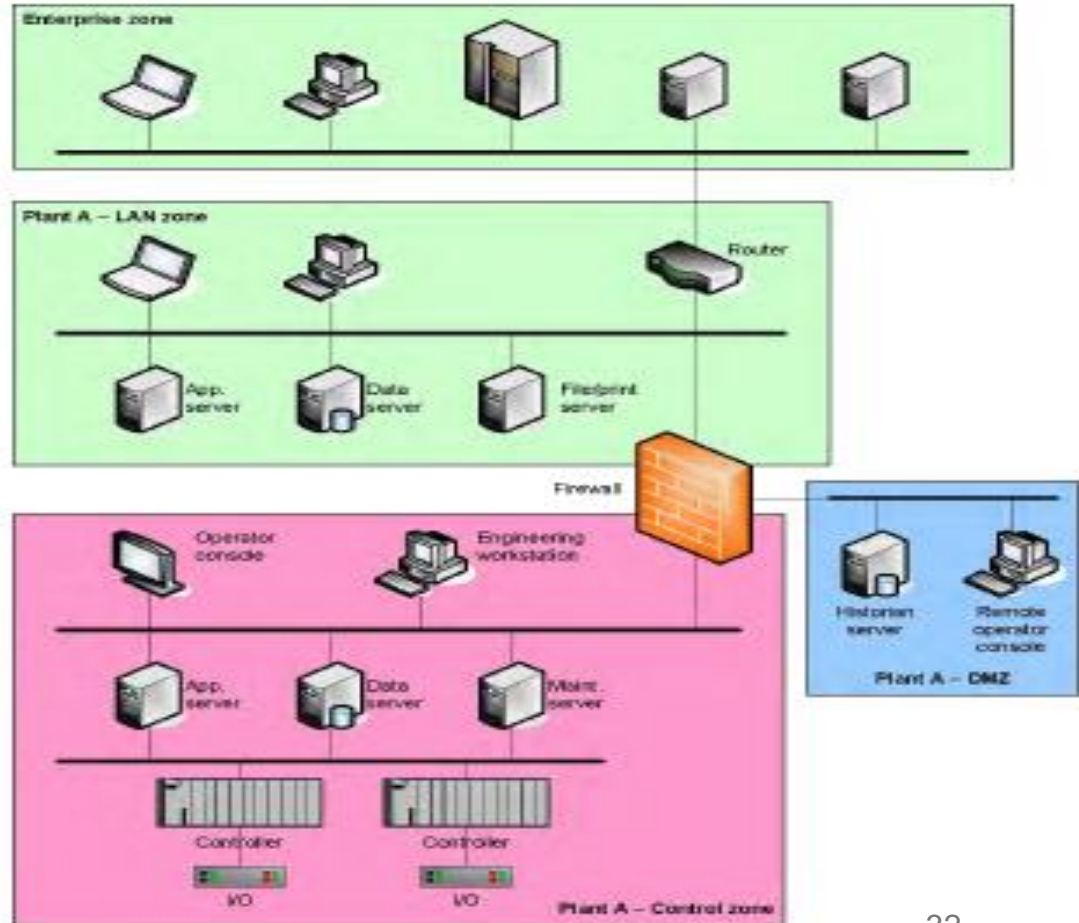 Enterprise zone
Plant A – LAN zone
Router
App.
server
Data
server
File/print
server
Firewall
Operator
console
Engineering
workstation
Historian
server
Remote
operator
console
Plant A – DMZ
App.
server
Data
server
Maint.
server
Controller
Controller
I/O
I/O
Plant A – Control zone